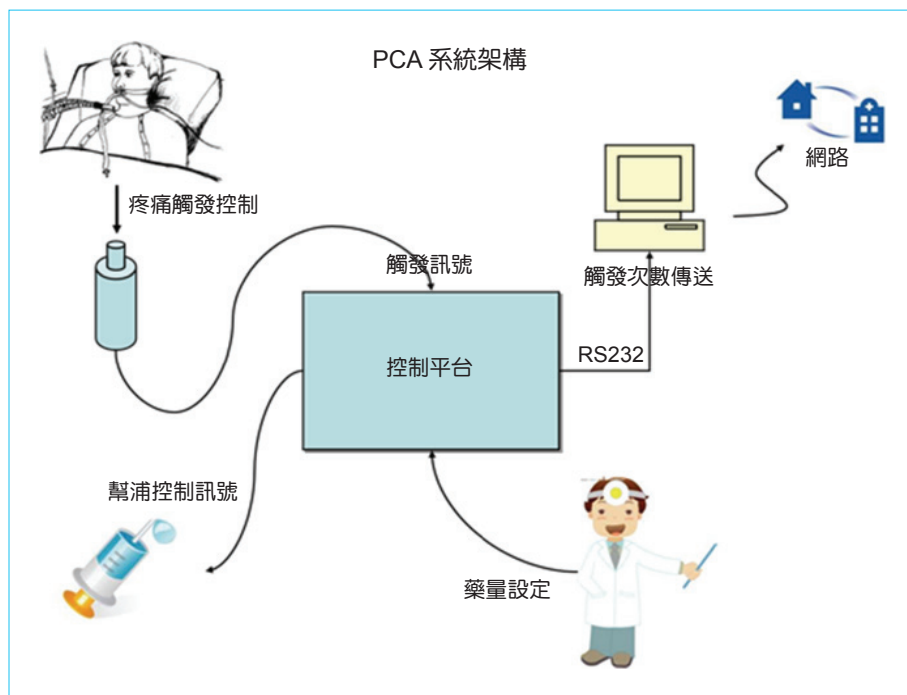 PCA 系統架構
網路
疼痛觸發控制
觸發訊號
觸發次數傳送
控制平台
RS232
幫浦控制訊號
藥量設定